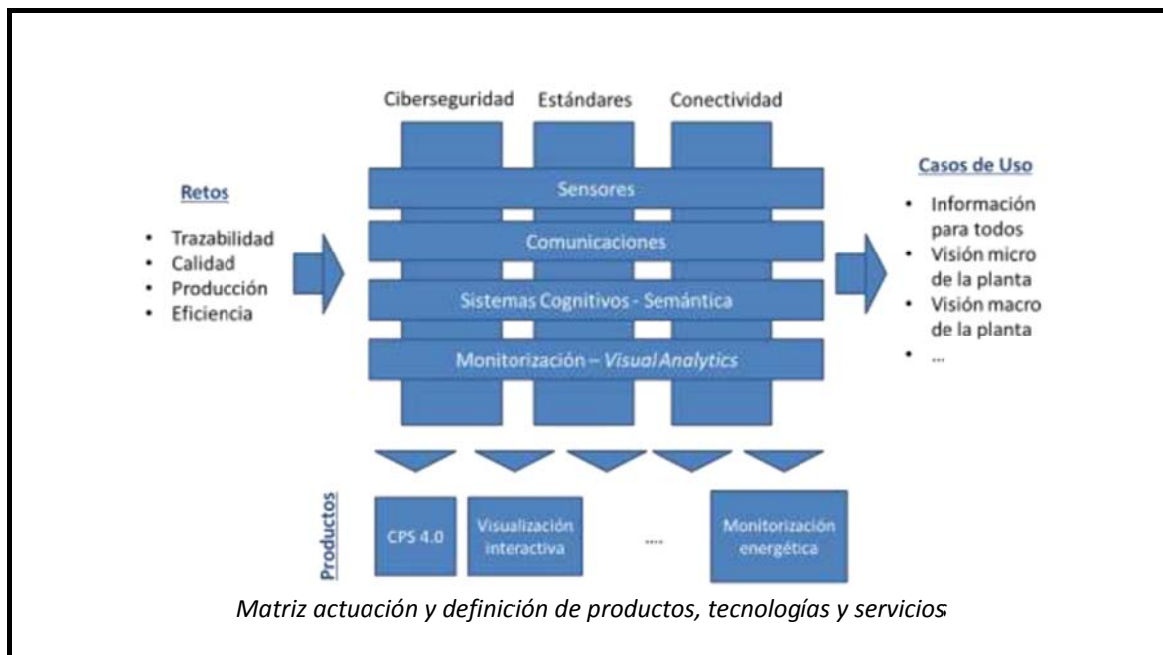 Ciberseguridad Estándares Conectividad
Retos
• Trazabilidad
• Calidad
• Producción
• Eficiencia
Sensores
Comunicaciones
Sistemas Cognitivos - Semántica
Monitorización – Visual Analytics
Casos de Uso
• Información
para todos
• Visión micro
de la planta
• Visión macro
de la planta
• ...
Productos
CPS 4.0
Visualización
interactiva
....
Monitorización
energética
Matriz actuación y definición de productos, tecnologías y servicios